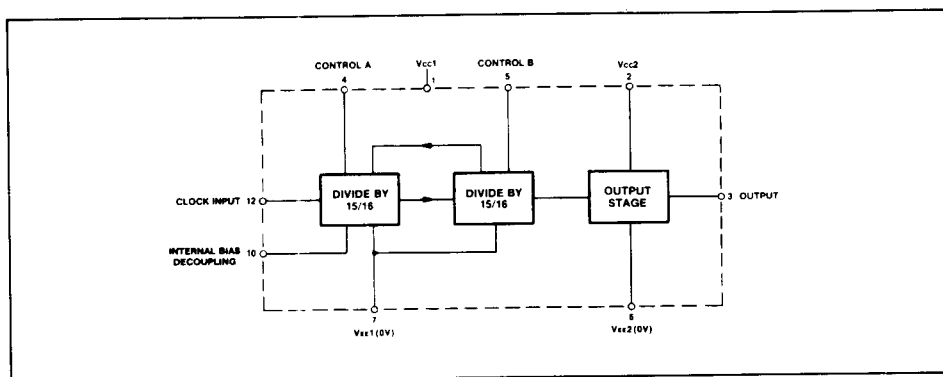 CONTROL A
4
Vcc1
1
CONTROL B
5
Vcc2
2
CLOCK INPUT 12
DIVIDE BY
15/16
DIVIDE BY
15/16
OUTPUT
STAGE
3 OUTPUT
INTERNAL BIAS
DECOUPLING 10
7
VEE1(0V)
6
VEE2(0V)